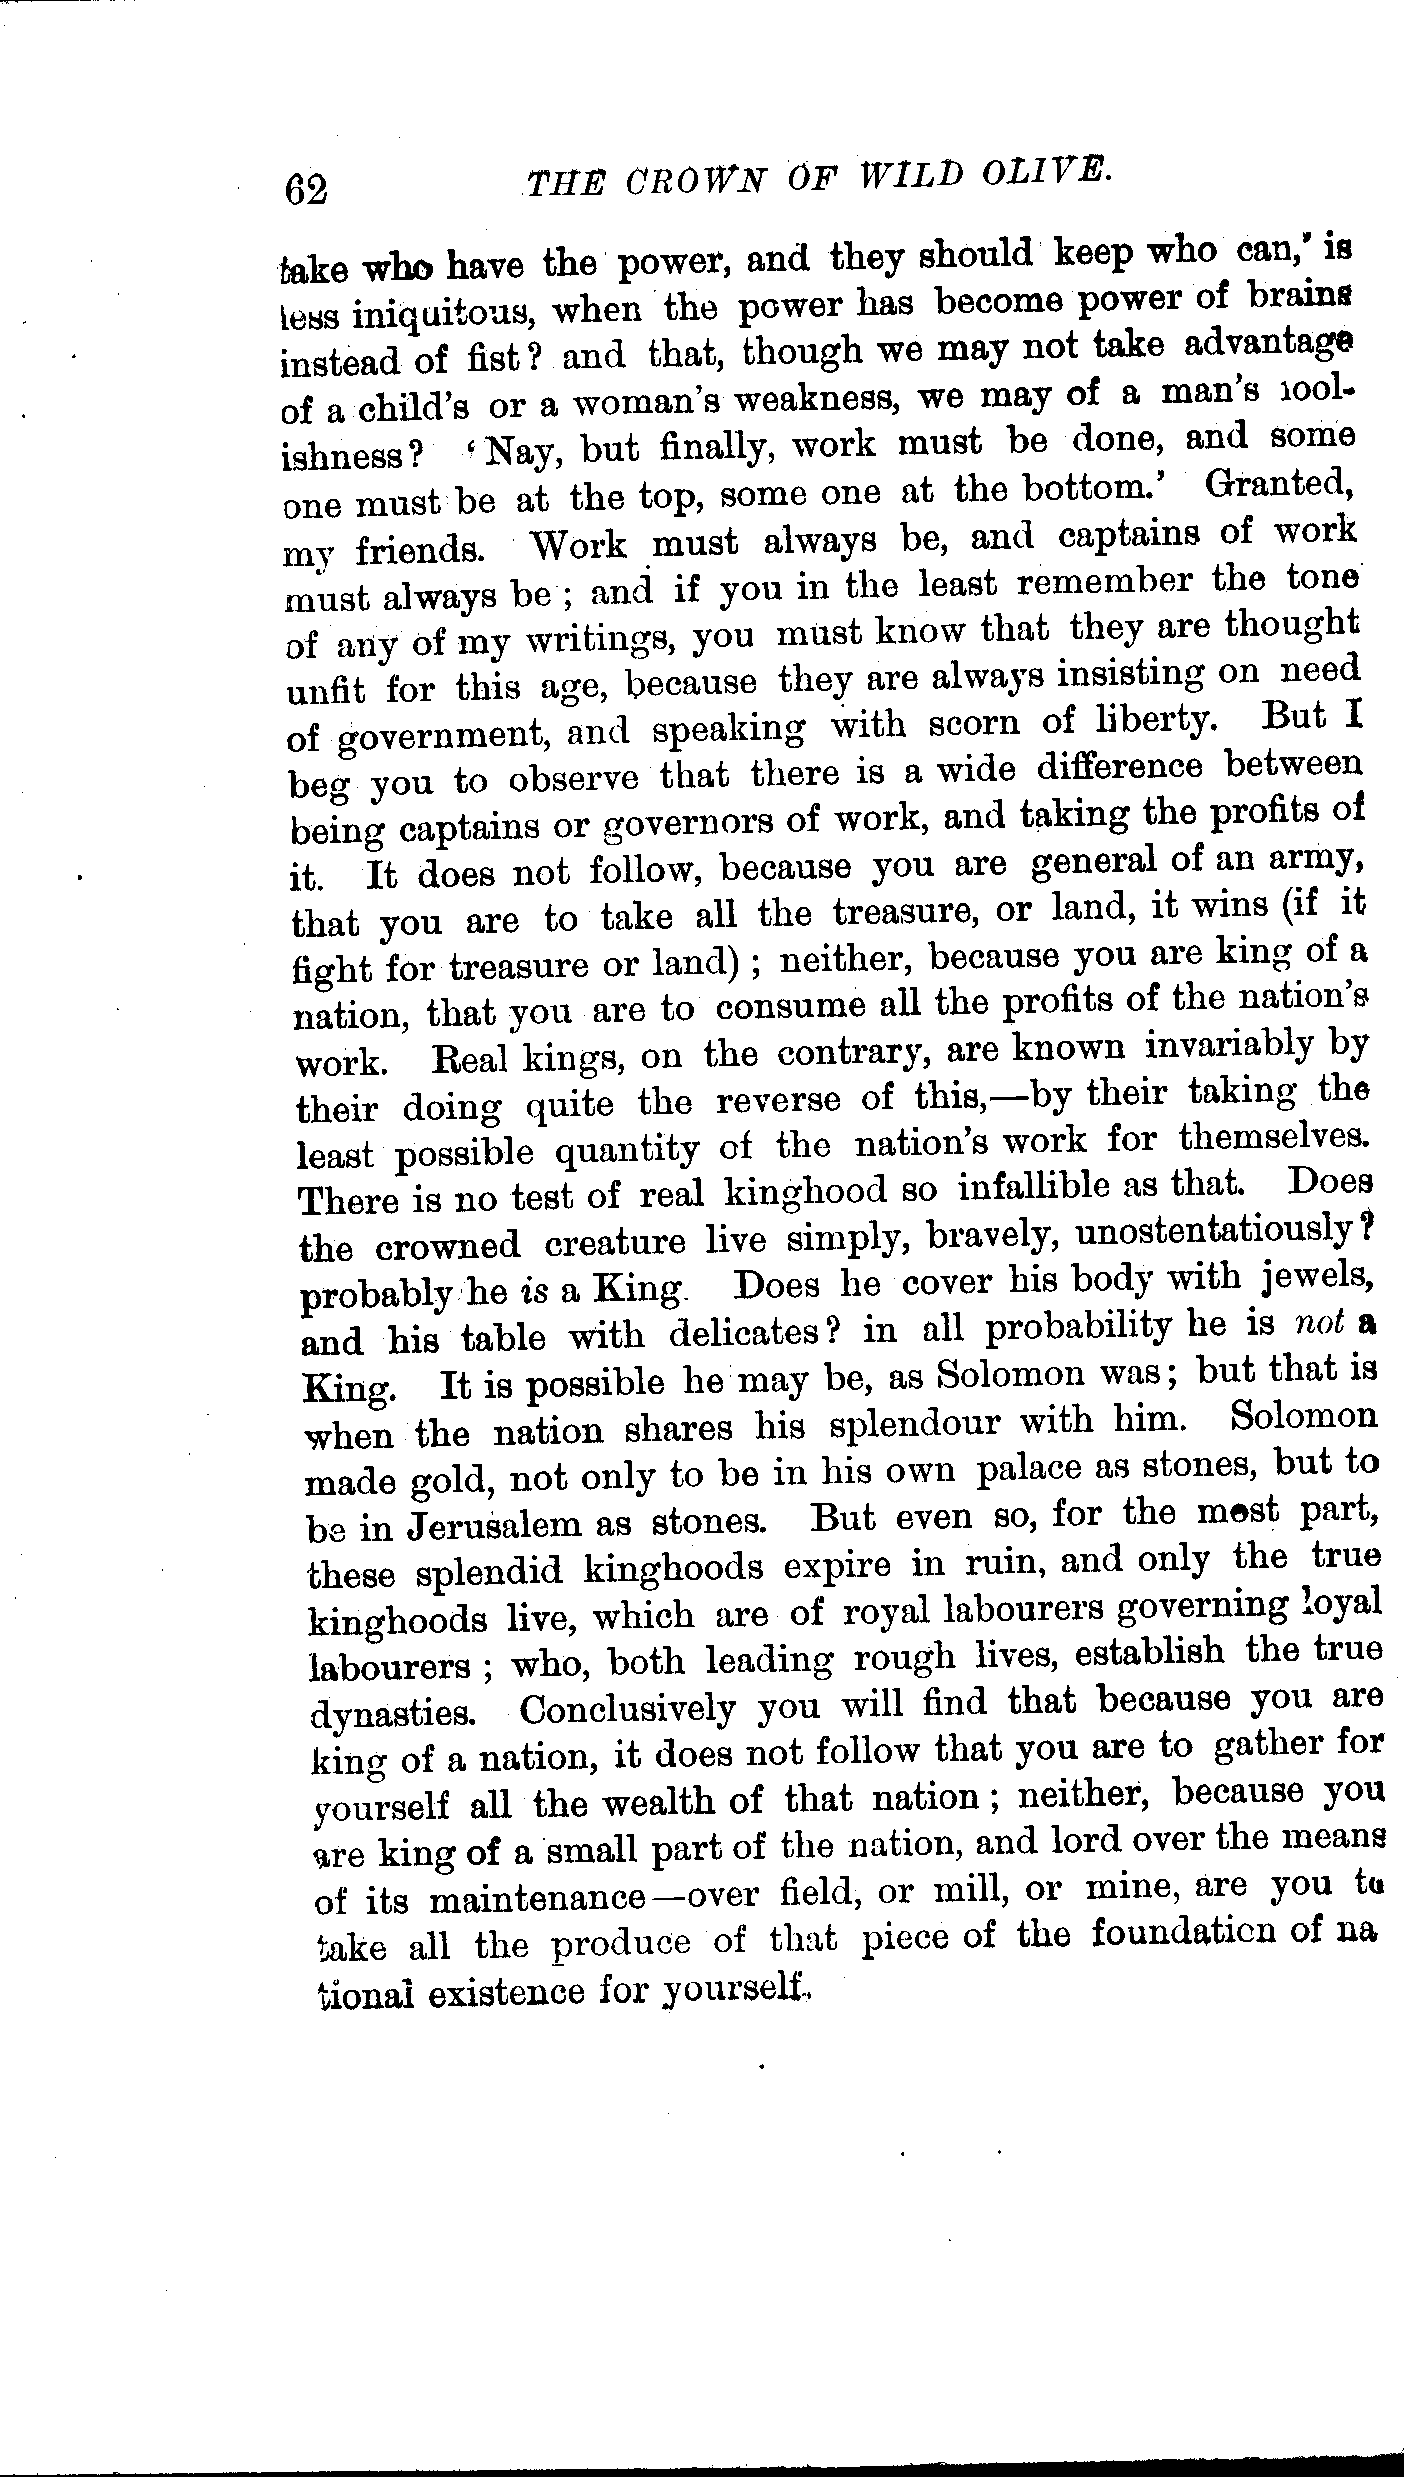 62 THE CROWN OF WILD OLIVE.
take who have the power, and they should keep who can,' is
less iniquitous, when the power has become power of brains
instead of fist? and that, though we may not take advantage
of a child's or a woman's weakness, we may of a man's fool-
ishness? 'Nay, but finally, work must be done, and some
one must be at the top, some one at the bottom.' Granted,
my friends. Work must always be, and captains of work
must always be; and if you in the least remember the tone
of any of my writings, you must know that they are thought
unfit for this age, because they are always insisting on need
of government, and speaking with scorn of liberty. But I
beg you to observe that there is a wide difference between
being captains or governors of work, and taking the profits of
it. It does not follow, because you are general of an army,
that you are to take all the treasure, or land, it wins (if it
fight for treasure or land); neither, because you are king of a
nation, that you are to consume all the profits of the nation's
work. Real kings, on the contrary, are known invariably by
their doing quite the reverse of this,—by their taking the
least possible quantity of the nation's work for themselves.
There is no test of real kinghood so infallible as that. Does
the crowned creature live simply, bravely, unostentatiously?
probably he is a King. Does he cover his body with jewels,
and his table with delicates? in all probability he is not a
King. It is possible he may be, as Solomon was; but that is
when the nation shares his splendour with him. Solomon
made gold, not only to be in his own palace as stones, but to
be in Jerusalem as stones. But even so, for the most part,
these splendid kinghoods expire in ruin, and only the true
kinghoods live, which are of royal labourers governing loyal
labourers; who, both leading rough lives, establish the true
dynasties. Conclusively you will find that because you are
king of a nation, it does not follow that you are to gather for
yourself all the wealth of that nation; neither, because you
are king of a small part of the nation, and lord over the means
of its maintenance—over field, or mill, or mine, are you to
take all the produce of that piece of the foundation of na
tional existence for yourself.